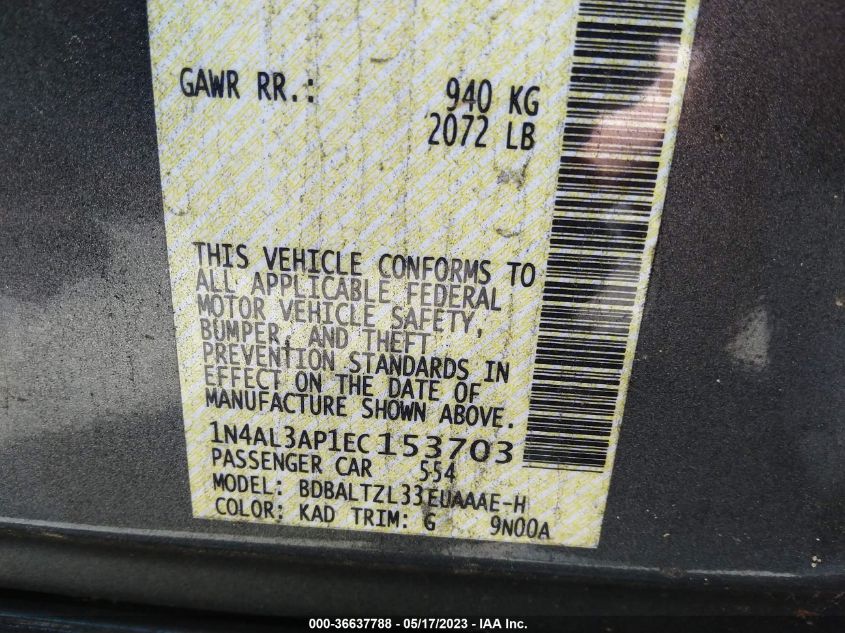 GAWR RR.: 940 KG
2072 LB
THIS VEHICLE CONFORMS TO
ALL APPLICABLE FEDERAL
MOTOR VEHICLE SAFETY,
BUMPER, AND THEFT
PREVENTION STANDARDS IN
EFFECT ON THE DATE OF
MANUFACTURE SHOWN ABOVE.
1N4AL3AP1EC153703
PASSENGER CAR 554
MODEL: BDBALTZL33EUAAAE-H
COLOR: KAD TRIM: G 9N00A
000-36637788 - 05/17/2023 - IAA Inc.